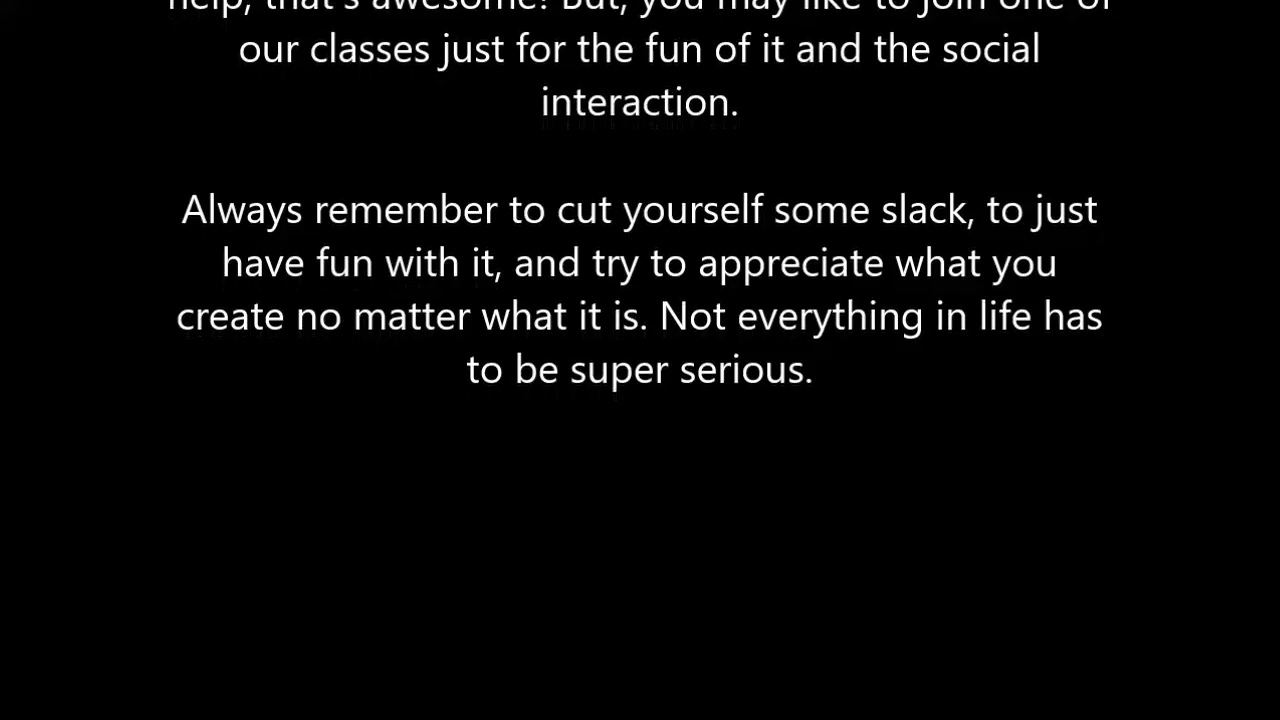 help, that's awesome! But, you may like to join one of
our classes just for the fun of it and the social
interaction.
Always remember to cut yourself some slack, to just
have fun with it, and try to appreciate what you
create no matter what it is. Not everything in life has
to be super serious.